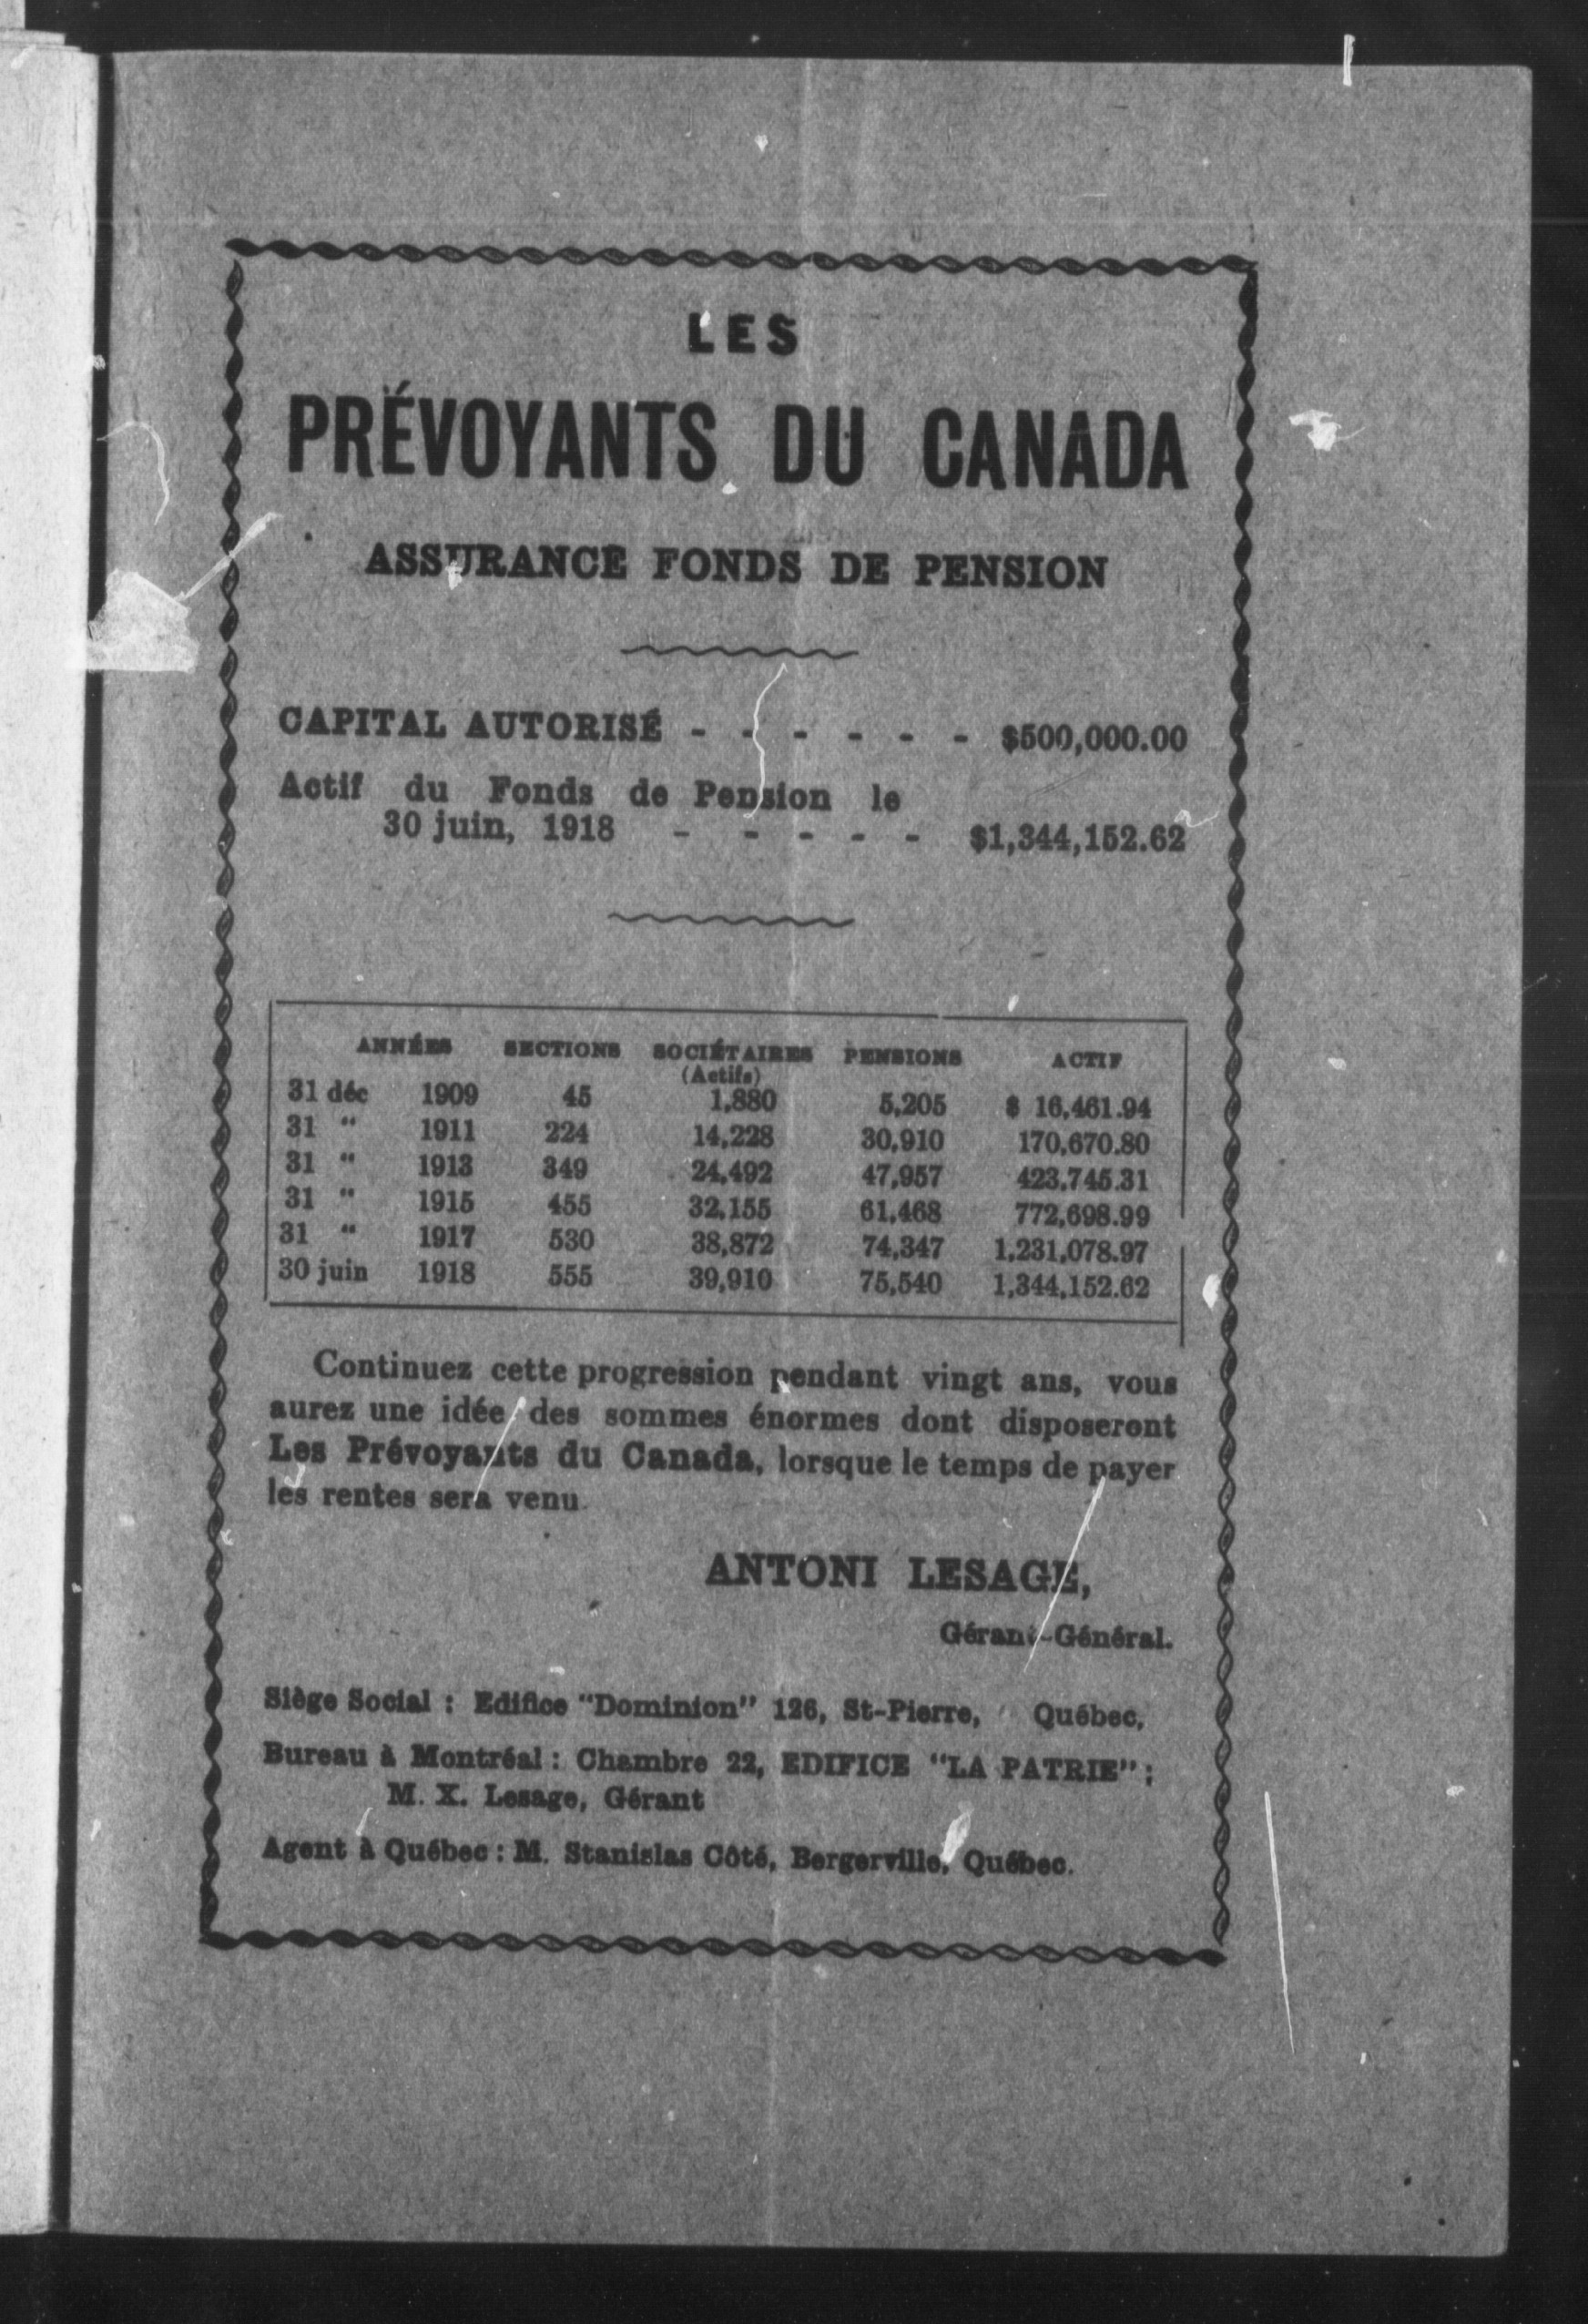 LES
PRÉVOYANTS DU CANADA
ASSURANCE FONDS DE PENSION
CAPITAL AUTORISÉ - - - - - - $500,000.00
Actif du Fonds de Pension le
30 juin, 1918 - - - - - $1,344,152.62
ANNÉES SECTIONS SOCIÉTAIRES PENSIONS ACTIF
(Actifs)
31 déc 1909 45 1,880 5,205 $ 16,461.94
31 " 1911 224 14,228 30,910 170,670.80
31 " 1913 349 24,492 47,957 423,745.31
31 " 1915 455 32,155 61,468 772,698.99
31 " 1917 530 38,872 74,347 1,231,078.97
30 juin 1918 555 39,910 75,540 1,344,152.62
Continuez cette progression pendant vingt ans, vous
aurez une idée des sommes énormes dont disposeront
Les Prévoyants du Canada, lorsque le temps de payer
les rentes sera venu.
ANTONI LESAGE,
Gérant-Général.
Siège Social : Edifice "Dominion" 126, St-Pierre, Québec,
Bureau à Montréal : Chambre 22, EDIFICE "LA PATRIE" ;
M. X. Lesage, Gérant
Agent à Québec : M. Stanislas Côté, Bergerville, Québec.